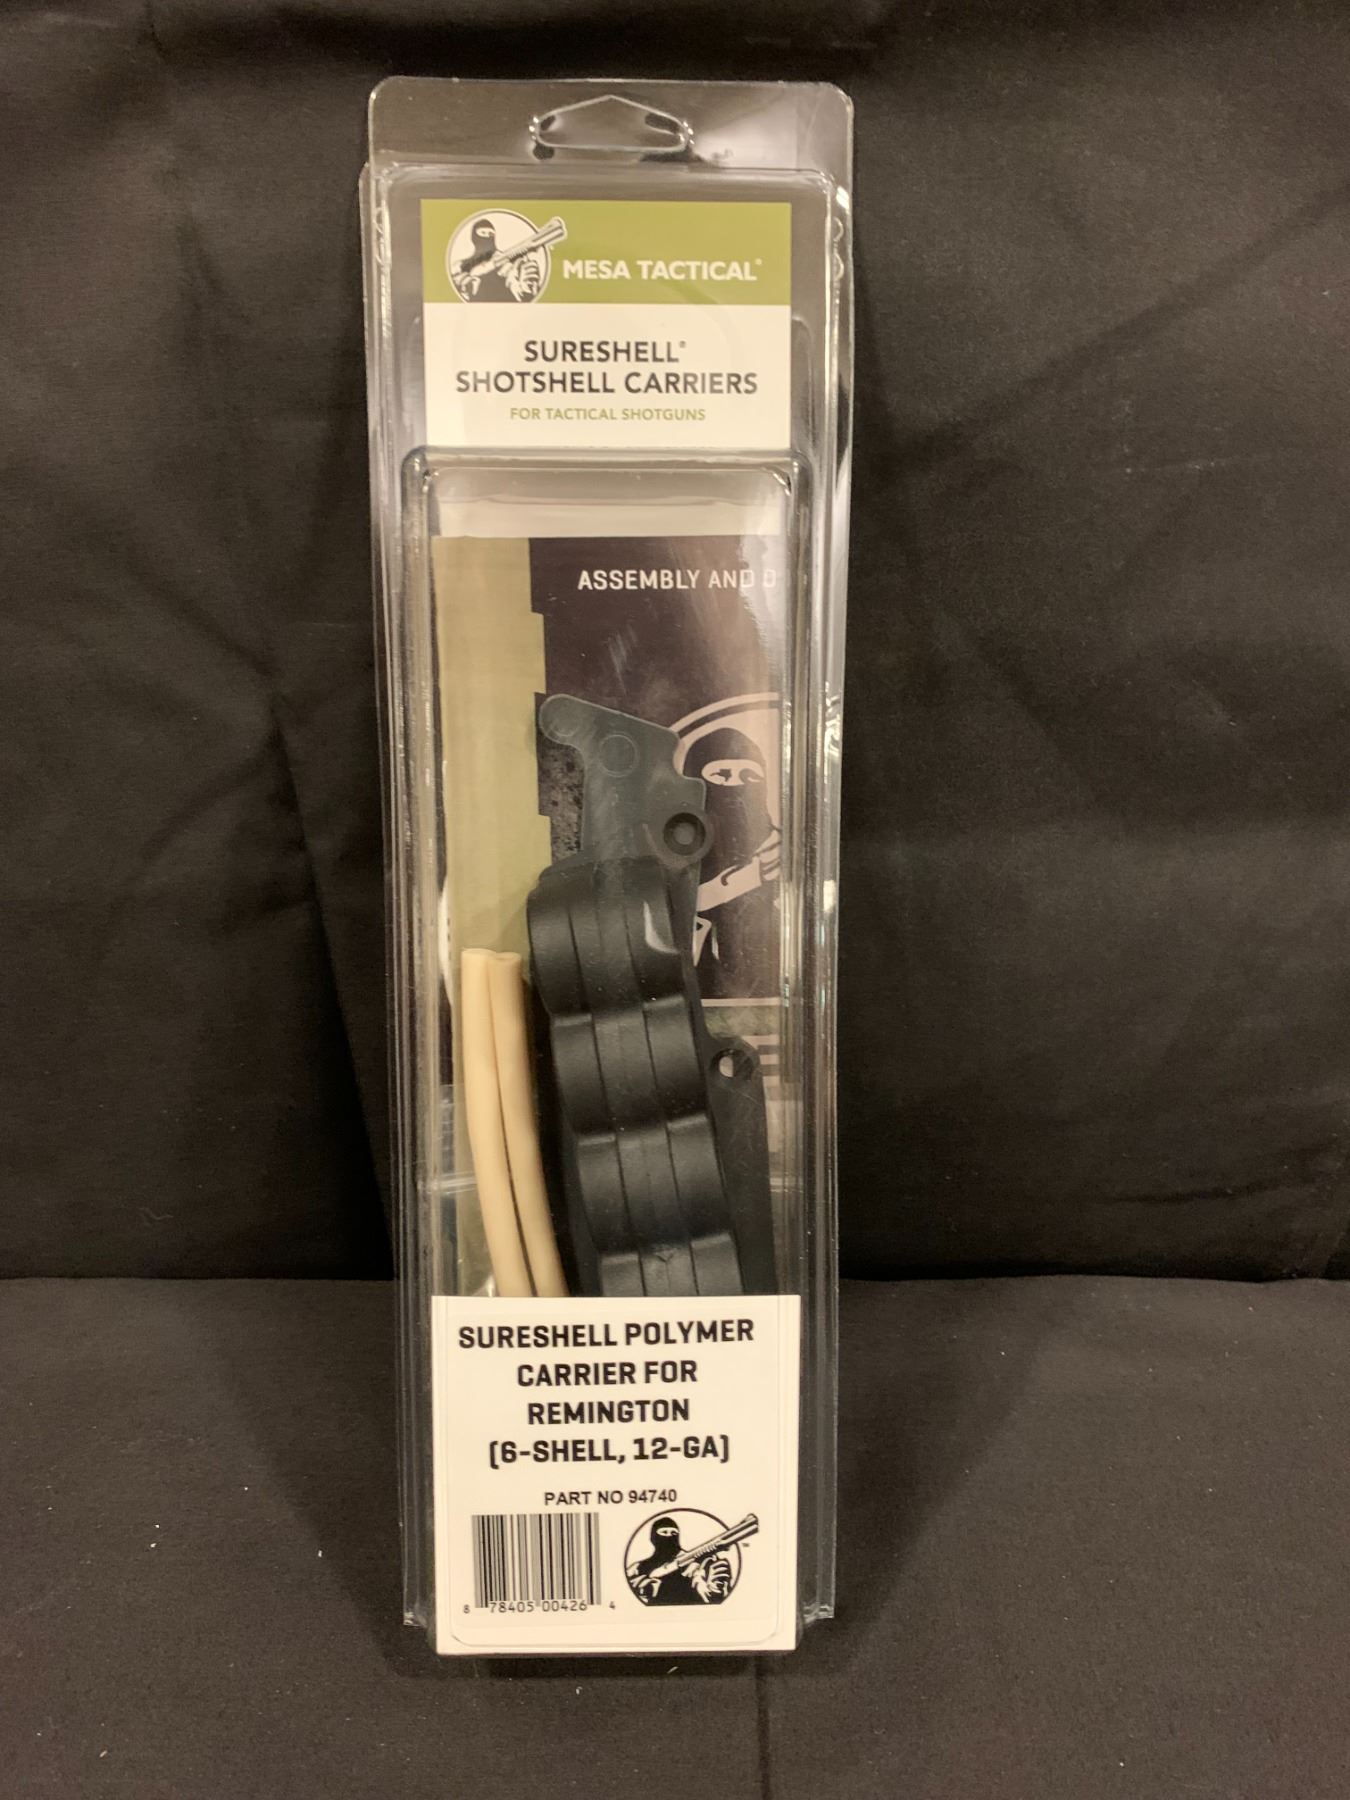 MESA TACTICAL®
SURESHELL®
SHOTSHELL CARRIERS
FOR TACTICAL SHOTGUNS
ASSEMBLY AND
SURESHELL POLYMER
CARRIER FOR
REMINGTON
(6-SHELL, 12-GA)
PART NO 94740
8 78405 00426 4